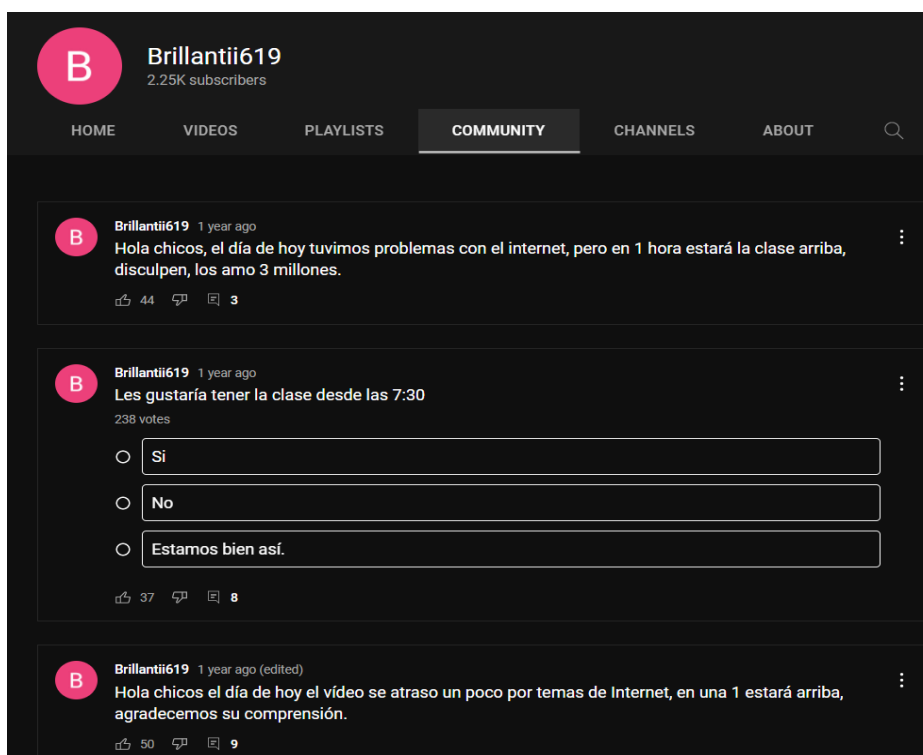 B
Brillantii619
2.25K subscribers
HOME VIDEOS PLAYLISTS COMMUNITY CHANNELS ABOUT
B
Brillantii619 1 year ago
Hola chicos, el día de hoy tuvimos problemas con el internet, pero en 1 hora estará la clase arriba,
disculpen, los amo 3 millones.
44 3
B
Brillantii619 1 year ago
Les gustaría tener la clase desde las 7:30
238 votes
Si
No
Estamos bien así.
37 8
B
Brillantii619 1 year ago (edited)
Hola chicos el día de hoy el vídeo se atraso un poco por temas de Internet, en una 1 estará arriba,
agradecemos su comprensión.
50 9